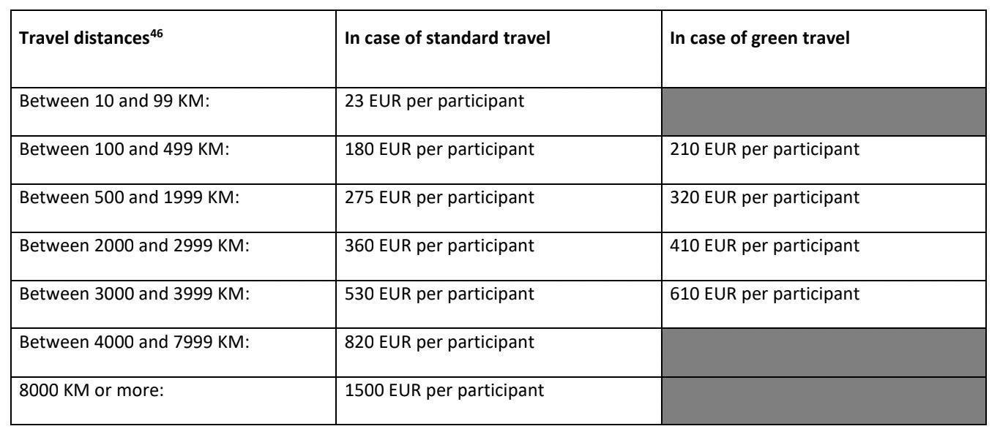 Travel distances46 In case of standard travel In case of green travel
Between 10 and 99 KM: 23 EUR per participant
Between 100 and 499 KM: 180 EUR per participant 210 EUR per participant
Between 500 and 1999 KM: 275 EUR per participant 320 EUR per participant
Between 2000 and 2999 KM: 360 EUR per participant 410 EUR per participant
Between 3000 and 3999 KM: 530 EUR per participant 610 EUR per participant
Between 4000 and 7999 KM: 820 EUR per participant
8000 KM or more: 1500 EUR per participant